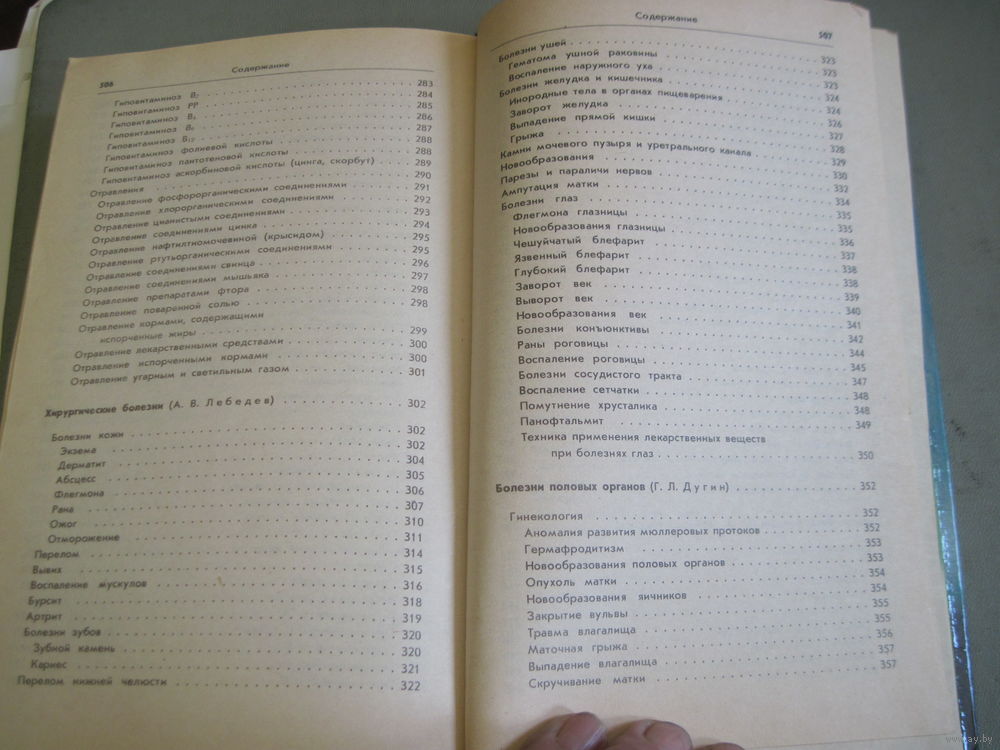 506 Содержание
Гиповитаминоз B₂ 283
Гиповитаминоз PP 284
Гиповитаминоз 285
Гиповитаминоз B₆ 286
Гиповитаминоз B₁₂ 287
Гиповитаминоз фолиевой кислоты 288
Гиповитаминоз пантотеновой кислоты 288
Гиповитаминоз аскорбиновой кислоты (цинга, скорбут) 289
Отравления 290
Отравление фосфорорганическими соединениями 291
Отравление хлорорганическими соединениями 292
Отравление цианистыми соединениями 293
Отравление соединениями цинка 294
Отравление нафтилтиомочевиной (крысидом) 295
Отравление ртутьорганическими соединениями 295
Отравление соединениями свинца 296
Отравление соединениями мышьяка 297
Отравление препаратами фтора 298
Отравление поваренной солью 298
Отравление кормами, содержащими
испорченные жиры 299
Отравление лекарственными средствами 300
Отравление испорченными кормами 300
Отравление угарным и светильным газом 301
Хирургические болезни (А. В. Лебедев) 302
Болезни кожи 302
Экзема 302
Дерматит 304
Абсцесс 305
Флегмона 306
Рана 307
Ожог 310
Отморожение 311
Перелом 314
Вывих 315
Воспаление мускулов 316
Бурсит 318
Артрит 319
Болезни зубов 320
Зубной камень 320
Кариес 321
Перелом нижней челюсти 322
Содержание 507
Болезни ушей 323
Гематома ушной раковины 323
Воспаление наружного уха 323
Болезни желудка и кишечника 324
Инородные тела в органах пищеварения 324
Заворот желудка 326
Выпадение прямой кишки 327
Грыжа 328
Камни мочевого пузыря и уретрального канала 329
Новообразования 330
Парезы и параличи нервов 332
Ампутация матки 334
Болезни глаз 335
Флегмона глазницы 335
Новообразования глазницы 336
Чешуйчатый блефарит 337
Язвенный блефарит 338
Глубокий блефарит 338
Заворот век 339
Выворот век 340
Новообразования век 341
Болезни конъюнктивы 342
Раны роговицы 344
Воспаление роговицы 345
Болезни сосудистого тракта 347
Воспаление сетчатки 348
Помутнение хрусталика 348
Панофтальмит 349
Техника применения лекарственных веществ
при болезнях глаз 350
Болезни половых органов (Г. Л. Дугин) 352
Гинекология 352
Аномалия развития мюллеровых протоков 352
Гермафродитизм 353
Новообразования половых органов 353
Опухоль матки 354
Новообразования яичников 354
Закрытие вульвы 355
Травма влагалища 355
Маточная грыжа 356
Выпадение влагалища 357
Скручивание матки 357